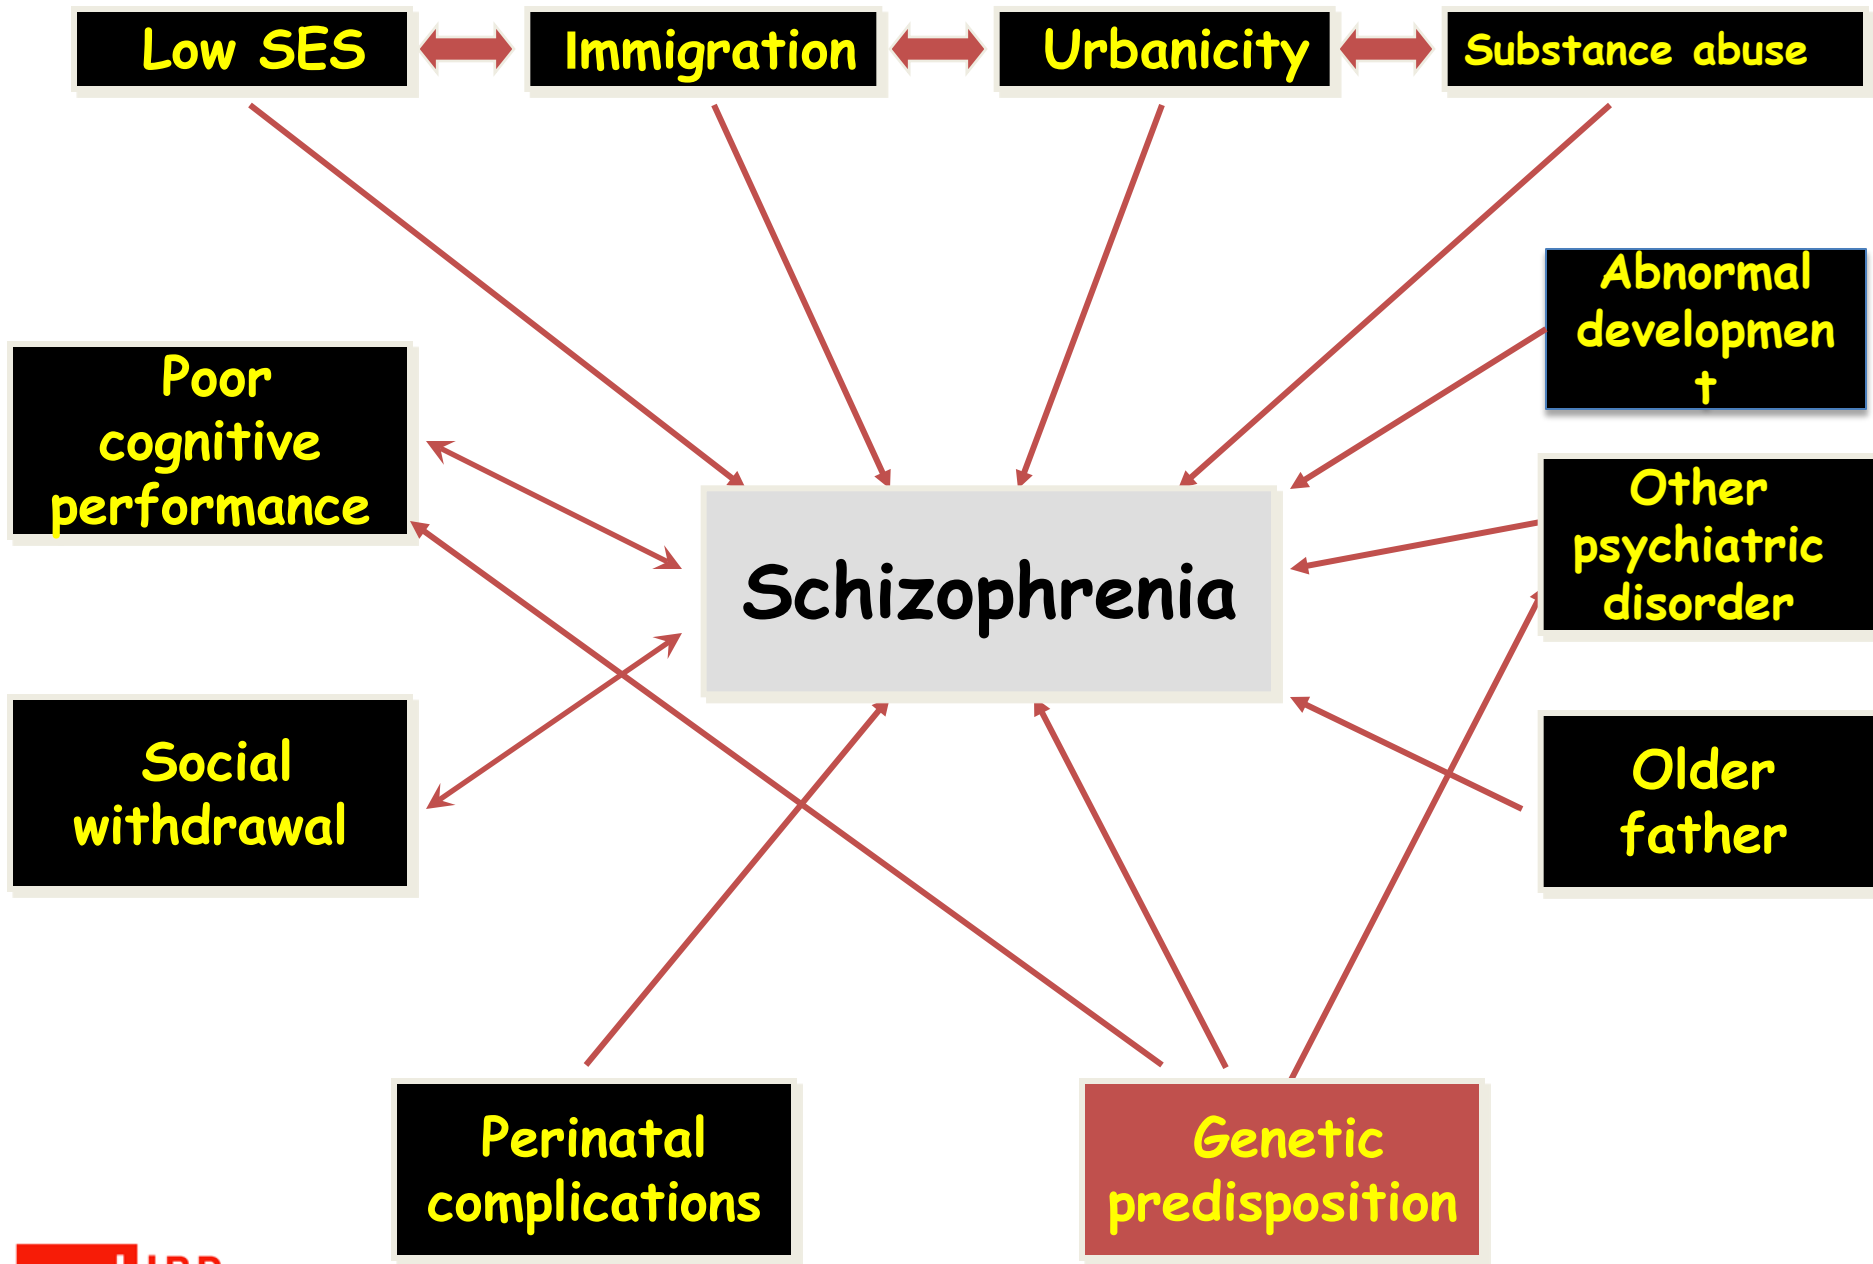 Low SES
Immigration
Urbanicity
Substance abuse
Abnormal
developmen
t
Poor
cognitive
performance
Other
psychiatric
disorder
Schizophrenia
Social
withdrawal
Older
father
Perinatal
complications
Genetic
predisposition